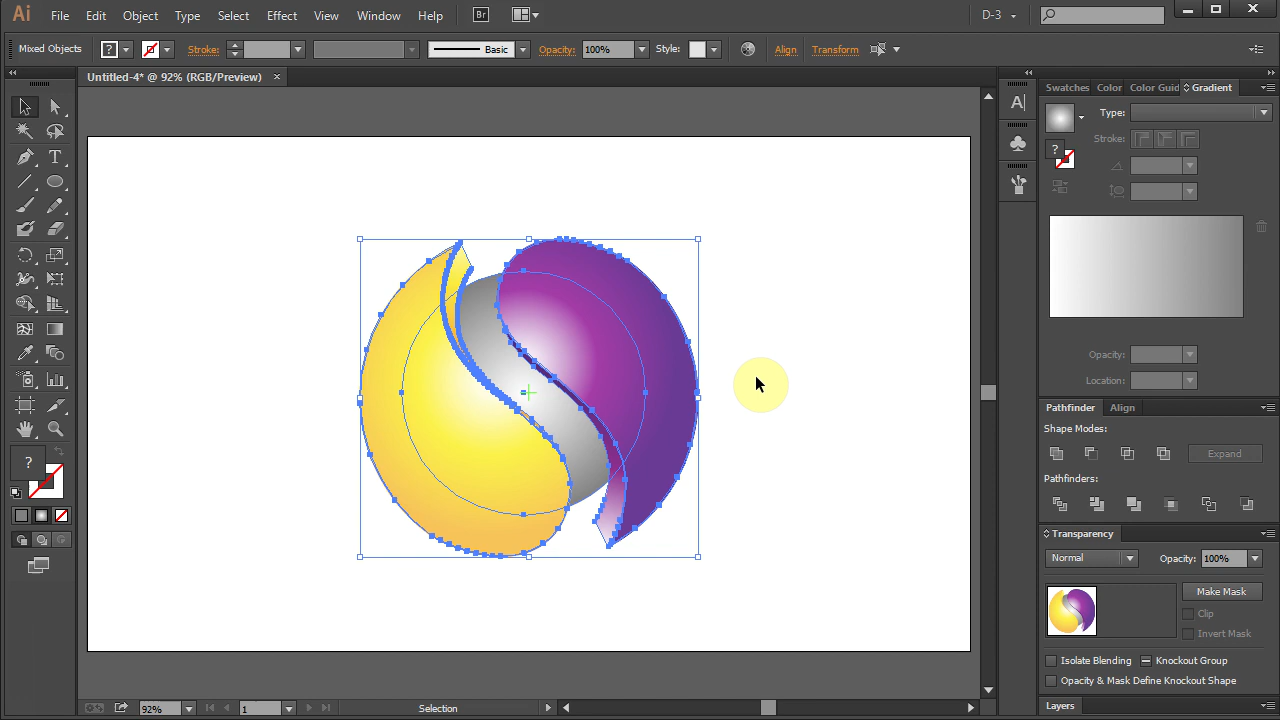 Ai File Edit Object Type Select Effect View Window Help Br D-3
Mixed Objects ? Stroke: Basic Opacity: 100% Style: Align Transform
Untitled-4* @ 92% (RGB/Preview) ×
Swatches Color Color Guid Gradient
Type:
Stroke:
?
Opacity:
Location:
Pathfinder Align
Shape Modes:
Expand
Pathfinders:
Transparency
Normal Opacity: 100%
Make Mask
Clip
Invert Mask
Isolate Blending Knockout Group
Opacity & Mask Define Knockout Shape
Layers
T
A
?
92% 1 Selection